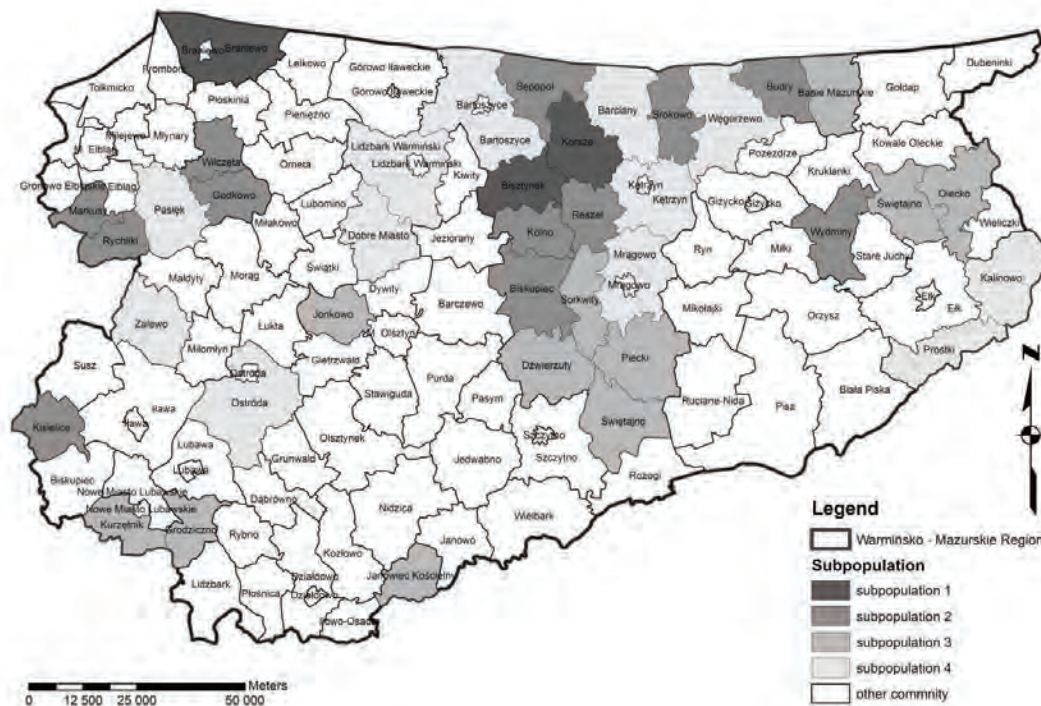 Braniewo Braniewo
Frombork
Lelkowo
Górowo Iławeckie
Górowo Iławeckie
Sępopol
Dubeninki
Tolkmicko
Płoskinia
Pieniężno
Bartoszyce
Bartoszyce
Barciany
Srokowo
Węgorzewo
Budry
Banie Mazurskie
Gołdap
Milejewo
Młynary
Korsze
Lidzbark Warmiński
Lidzbark Warmiński
Pozezdrze
Kowale Oleckie
Elbląg
Wilczęta
Orneta
Kiwity
Kruklanki
Gronowo Elbląskie
Bisztynek
Kętrzyn
Kętrzyn
Markusy
Pasłęk
Godkowo
Lubomino
Reszel
Giżycko
Giżycko
Świętajno
Olecko
Rychliki
Miłakowo
Dobre Miasto
Jeziorany
Kolno
Wydminy
Wieliczki
Małdyty
Morąg
Świątki
Mrągowo
Mrągowo
Ryn
Miłki
Stare Juchy
Kalinowo
Dywity
Barczewo
Biskupiec
Sorkwity
Mikołajki
Orzysz
Ełk
Ełk
Zalewo
Łukta
Jonkowo
Olsztyn
Miłomłyn
Gietrzwałd
Prostki
Susz
Ostróda
Ostróda
Purda
Dźwierzuty
Piecki
Stawiguda
Pasym
Biała Piska
Iława
Iława
Ruciane-Nida
Pisz
Kisielice
Olsztynek
Świętajno
Lubawa
Lubawa
Szczytno
Szczytno
Grunwald
Jedwabno
Biskupiec
Rozogi
Nowe Miasto Lubawskie
Nowe Miasto Lubawskie
Dąbrówno
Kurzętnik
Grodziczno
Nidzica
Wielbark
Rybno
Janowo
Kozłowo
Lidzbark
Działdowo
Działdowo
Janowiec Kościelny
Płośnica
Iłowo-Osada
N
Legend
Warmińsko - Mazurskie Region
Subpopulation
subpopulation 1
subpopulation 2
subpopulation 3
subpopulation 4
other commnity
Meters
0 12 500 25 000 50 000